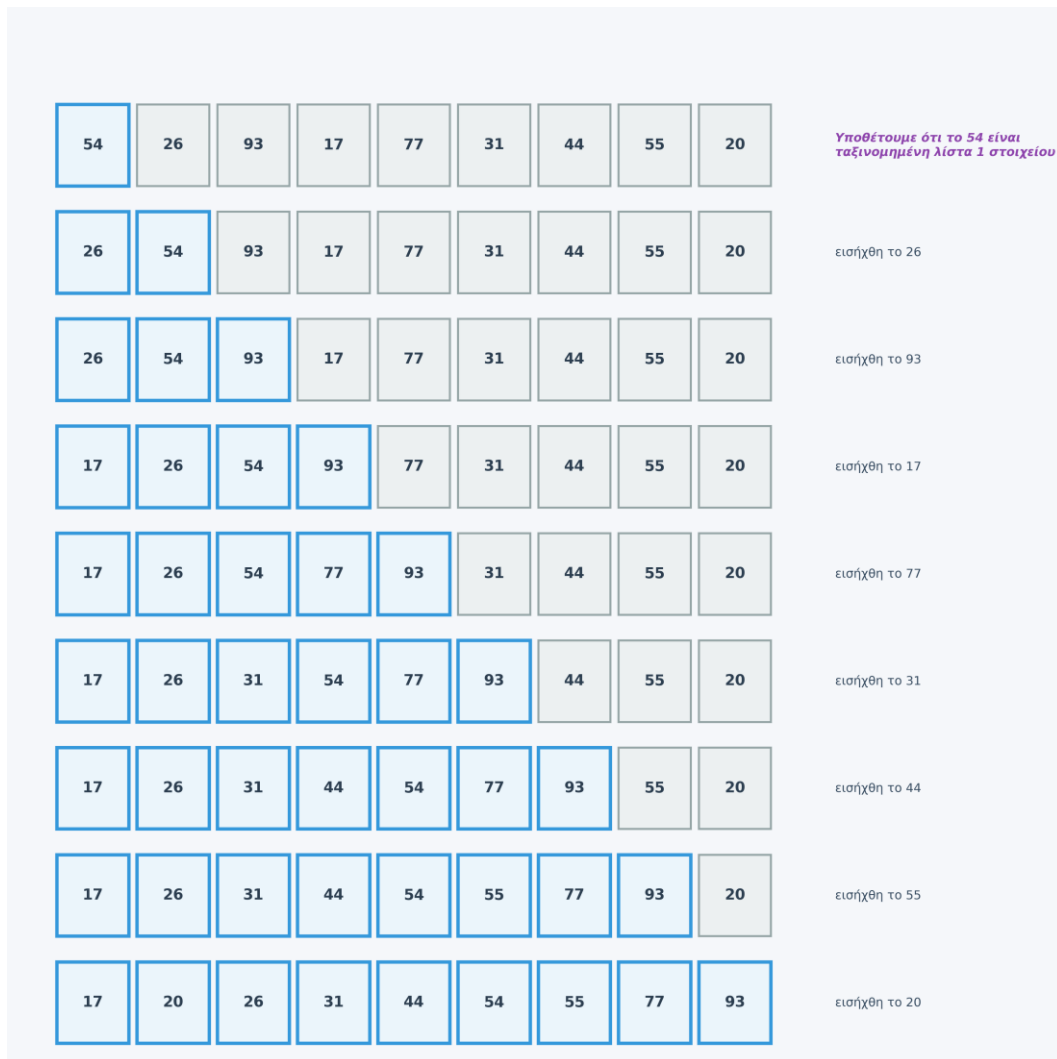 54 26 93 17 77 31 44 55 20
Υποθέτουμε ότι το 54 είναι
ταξινομημένη λίστα 1 στοιχείου
26 54 93 17 77 31 44 55 20 εισήχθη το 26
26 54 93 17 77 31 44 55 20 εισήχθη το 93
17 26 54 93 77 31 44 55 20 εισήχθη το 17
17 26 54 77 93 31 44 55 20 εισήχθη το 77
17 26 31 54 77 93 44 55 20 εισήχθη το 31
17 26 31 44 54 77 93 55 20 εισήχθη το 44
17 26 31 44 54 55 77 93 20 εισήχθη το 55
17 20 26 31 44 54 55 77 93 εισήχθη το 20